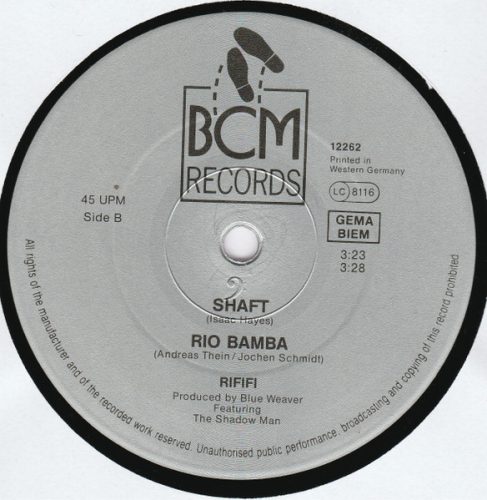 BCM
RECORDS
12262
Printed in
Western Germany
LC 8116
45 UPM
Side B
GEMA
BIEM
3:23
3:28
SHAFT
(Isaac Hayes)
RIO BAMBA
(Andreas Thein/Jochen Schmidt)
RIFIFI
Produced by Blue Weaver
Featuring
The Shadow Man
All rights of the manufacturer and of the recorded work reserved. Unauthorised public performance, broadcasting and copying of this record prohibited